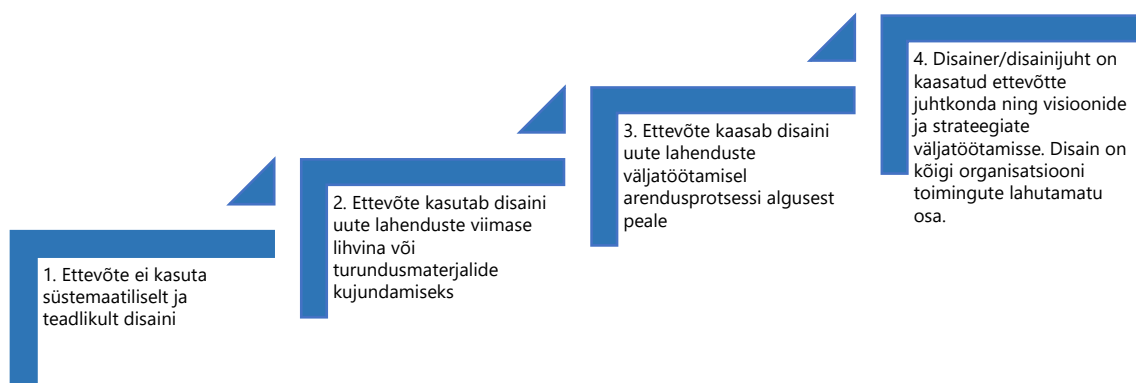 1. Ettevõte ei kasuta
süstemaatiliselt ja
teadlikult disaini
2. Ettevõte kasutab disaini
uute lahenduste viimase
lihvina või
turundusmaterjalide
kujundamiseks
3. Ettevõte kaasab disaini
uute lahenduste
väljatöötamisel
arendusprotsessi algusest
peale
4. Disainer/disainijuht on
kaasatud ettevõtte
juhtkonda ning visioonide
ja strateegiate
väljatöötamisse. Disain on
kõigi organisatsiooni
toimingute lahutamatu
osa.